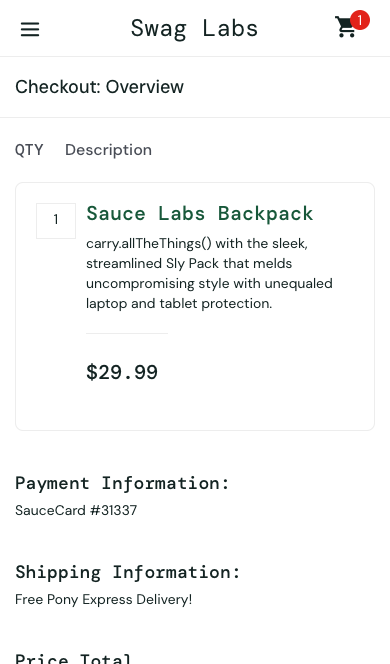 Swag Labs
1
Checkout: Overview
QTY Description
1
Sauce Labs Backpack
carry.allTheThings() with the sleek,
streamlined Sly Pack that melds
uncompromising style with unequaled
laptop and tablet protection.
$29.99
Payment Information:
SauceCard #31337
Shipping Information:
Free Pony Express Delivery!
Price Total